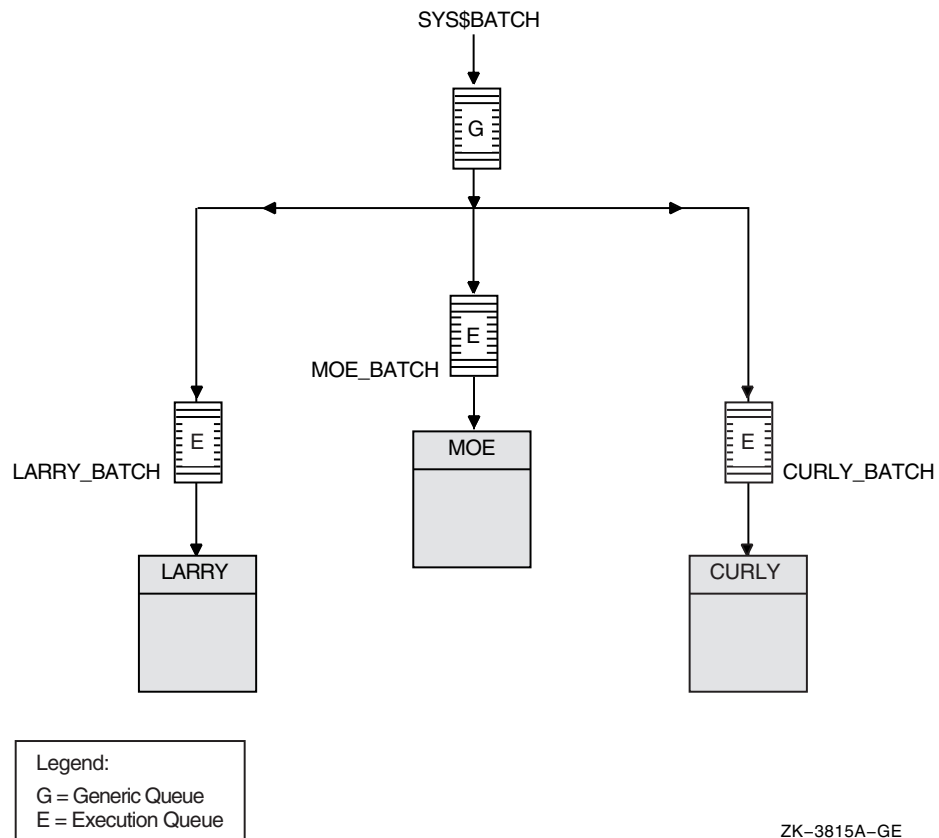 SYS$BATCH
G
E
MOE_BATCH
MOE
E
LARRY_BATCH
E
CURLY_BATCH
LARRY
CURLY
Legend:
G = Generic Queue
E = Execution Queue
ZK–3815A–GE